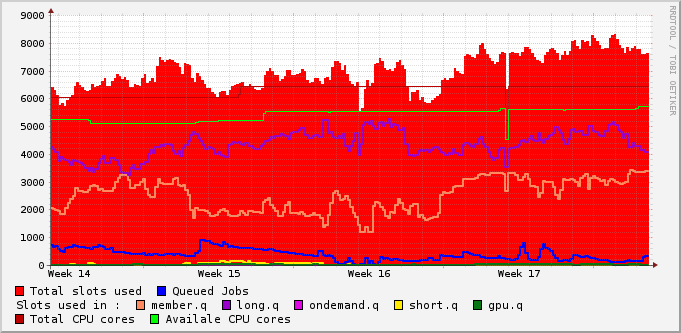 9000
8000
7000
6000
5000
4000
3000
2000
1000
0
Week 14 Week 15 Week 16 Week 17
RRDTOOL / TOBI OETIKER
Total slots used Queued Jobs
Slots used in : member.q long.q ondemand.q short.q gpu.q
Total CPU cores Availale CPU cores